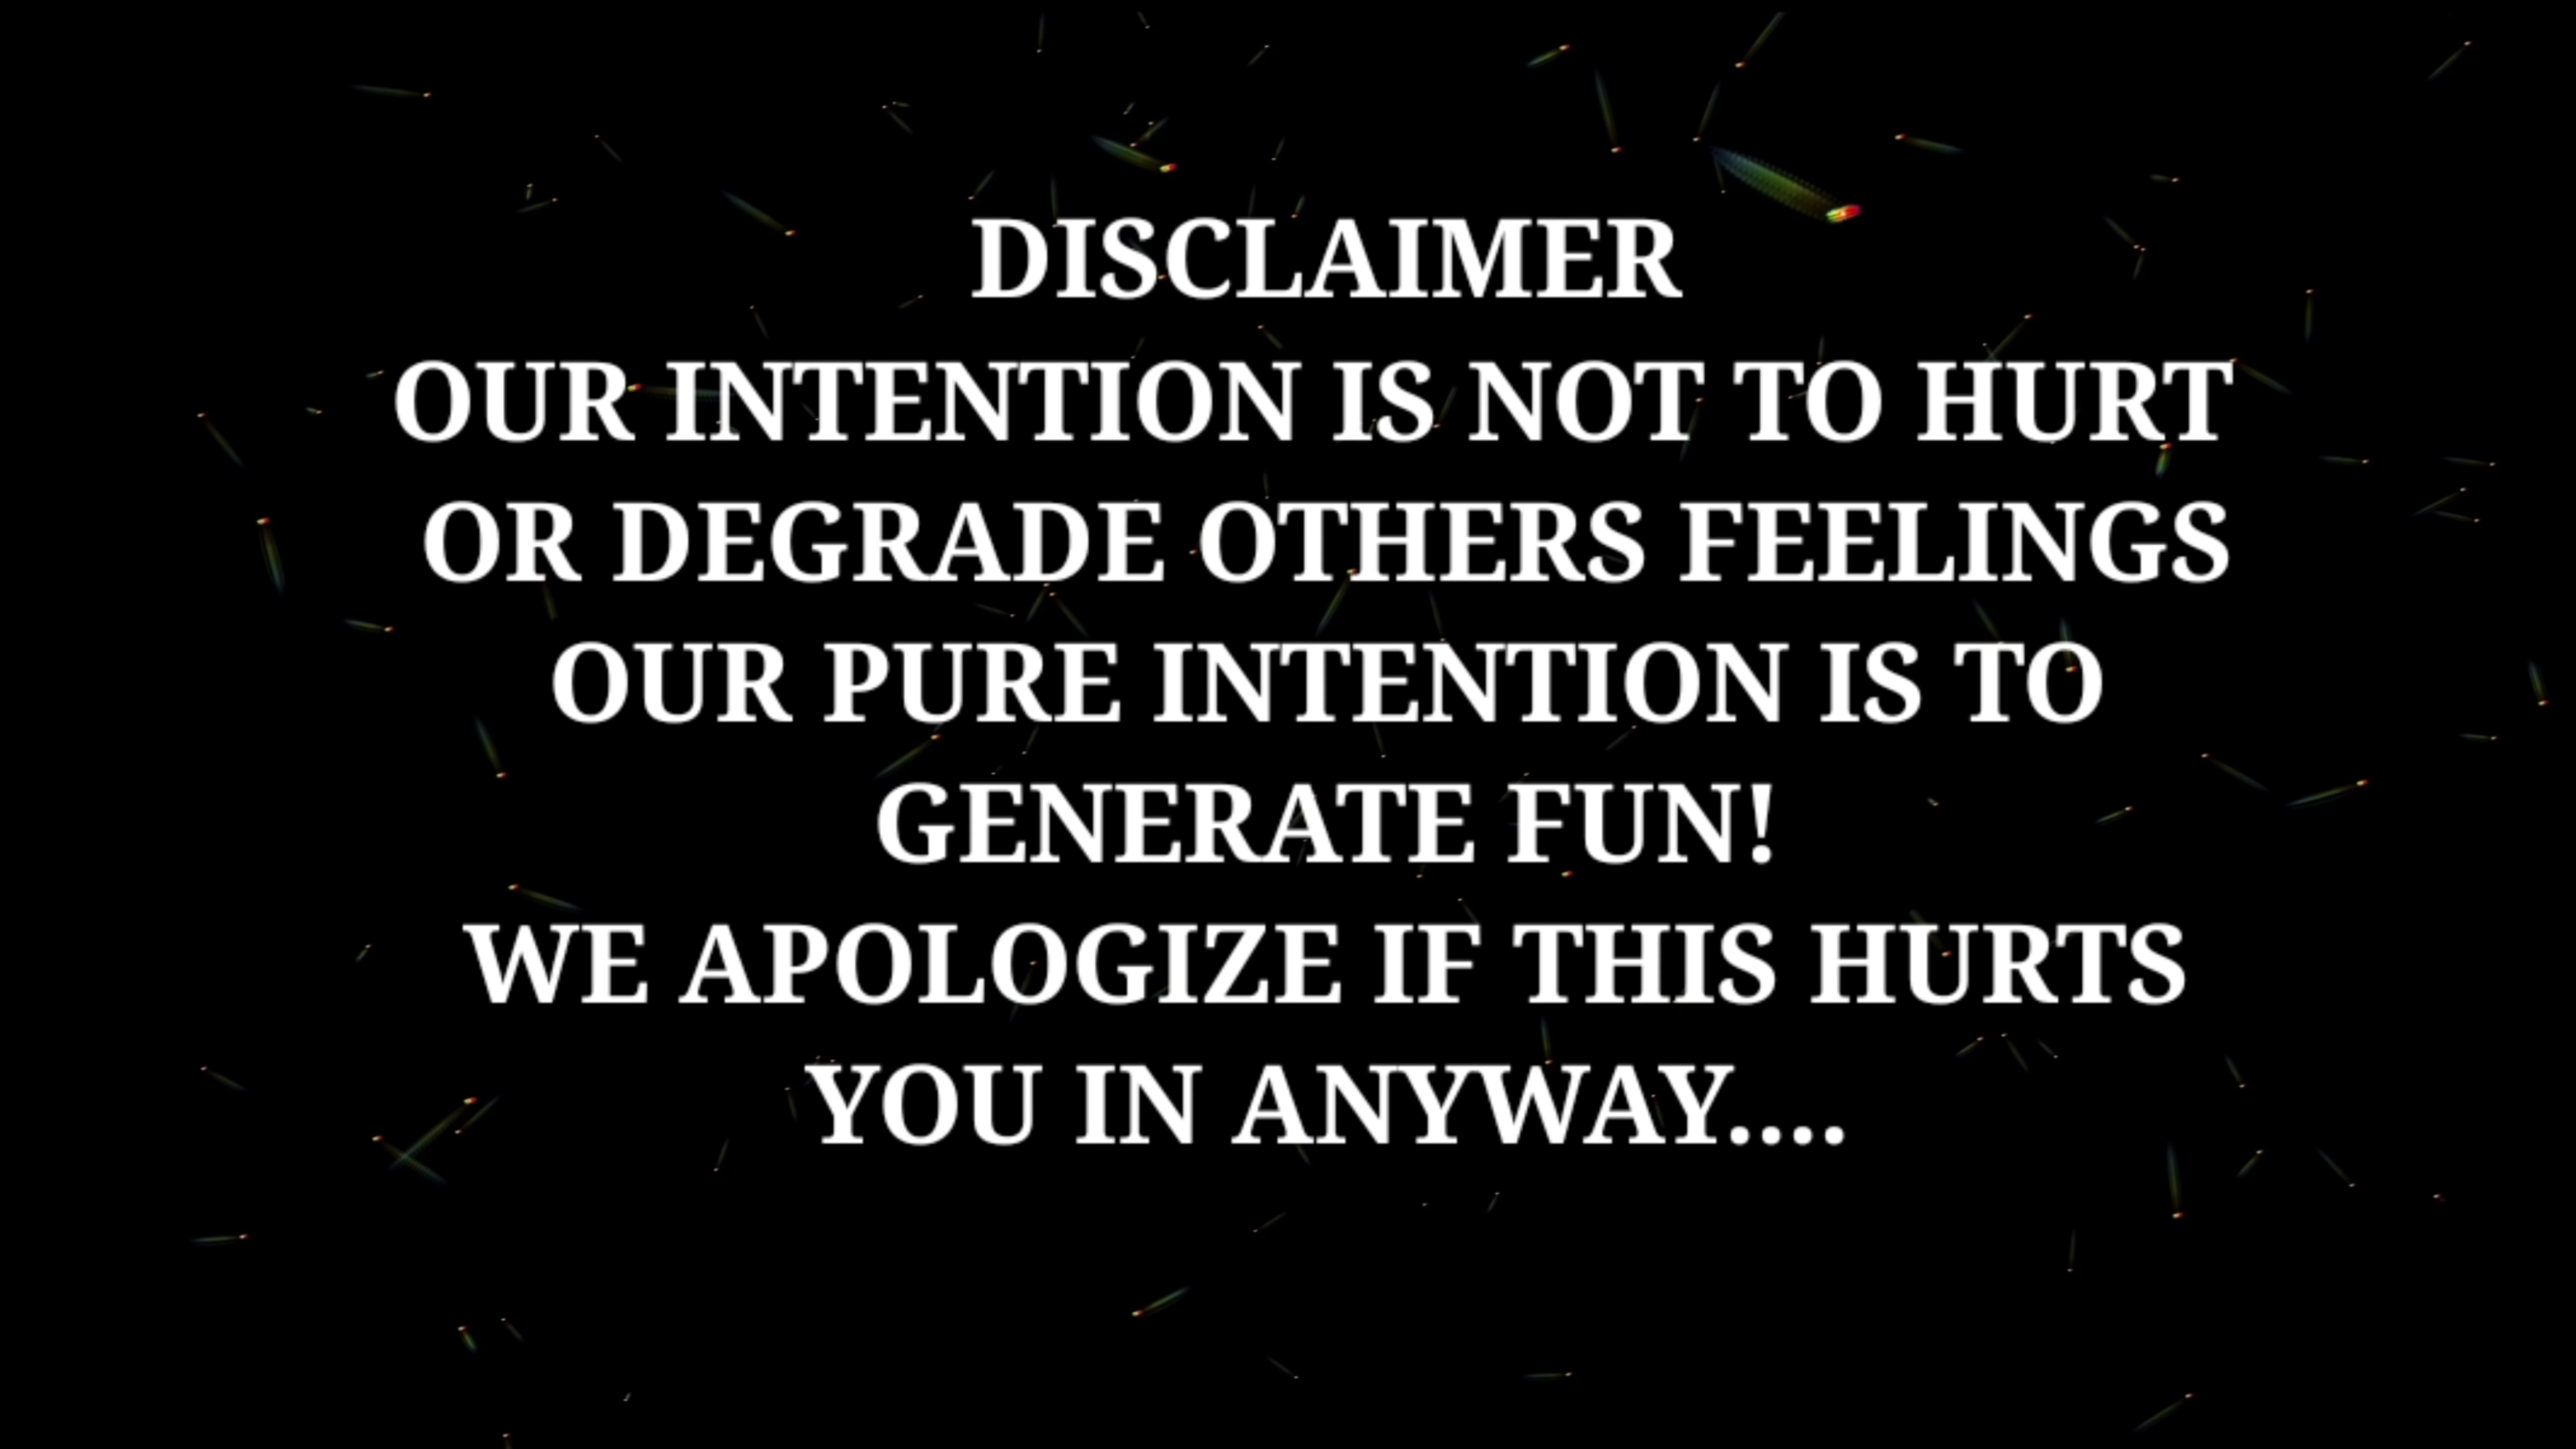 DISCLAIMER
OUR INTENTION IS NOT TO HURT
OR DEGRADE OTHERS FEELINGS
OUR PURE INTENTION IS TO
GENERATE FUN!
WE APOLOGIZE IF THIS HURTS
YOU IN ANYWAY....